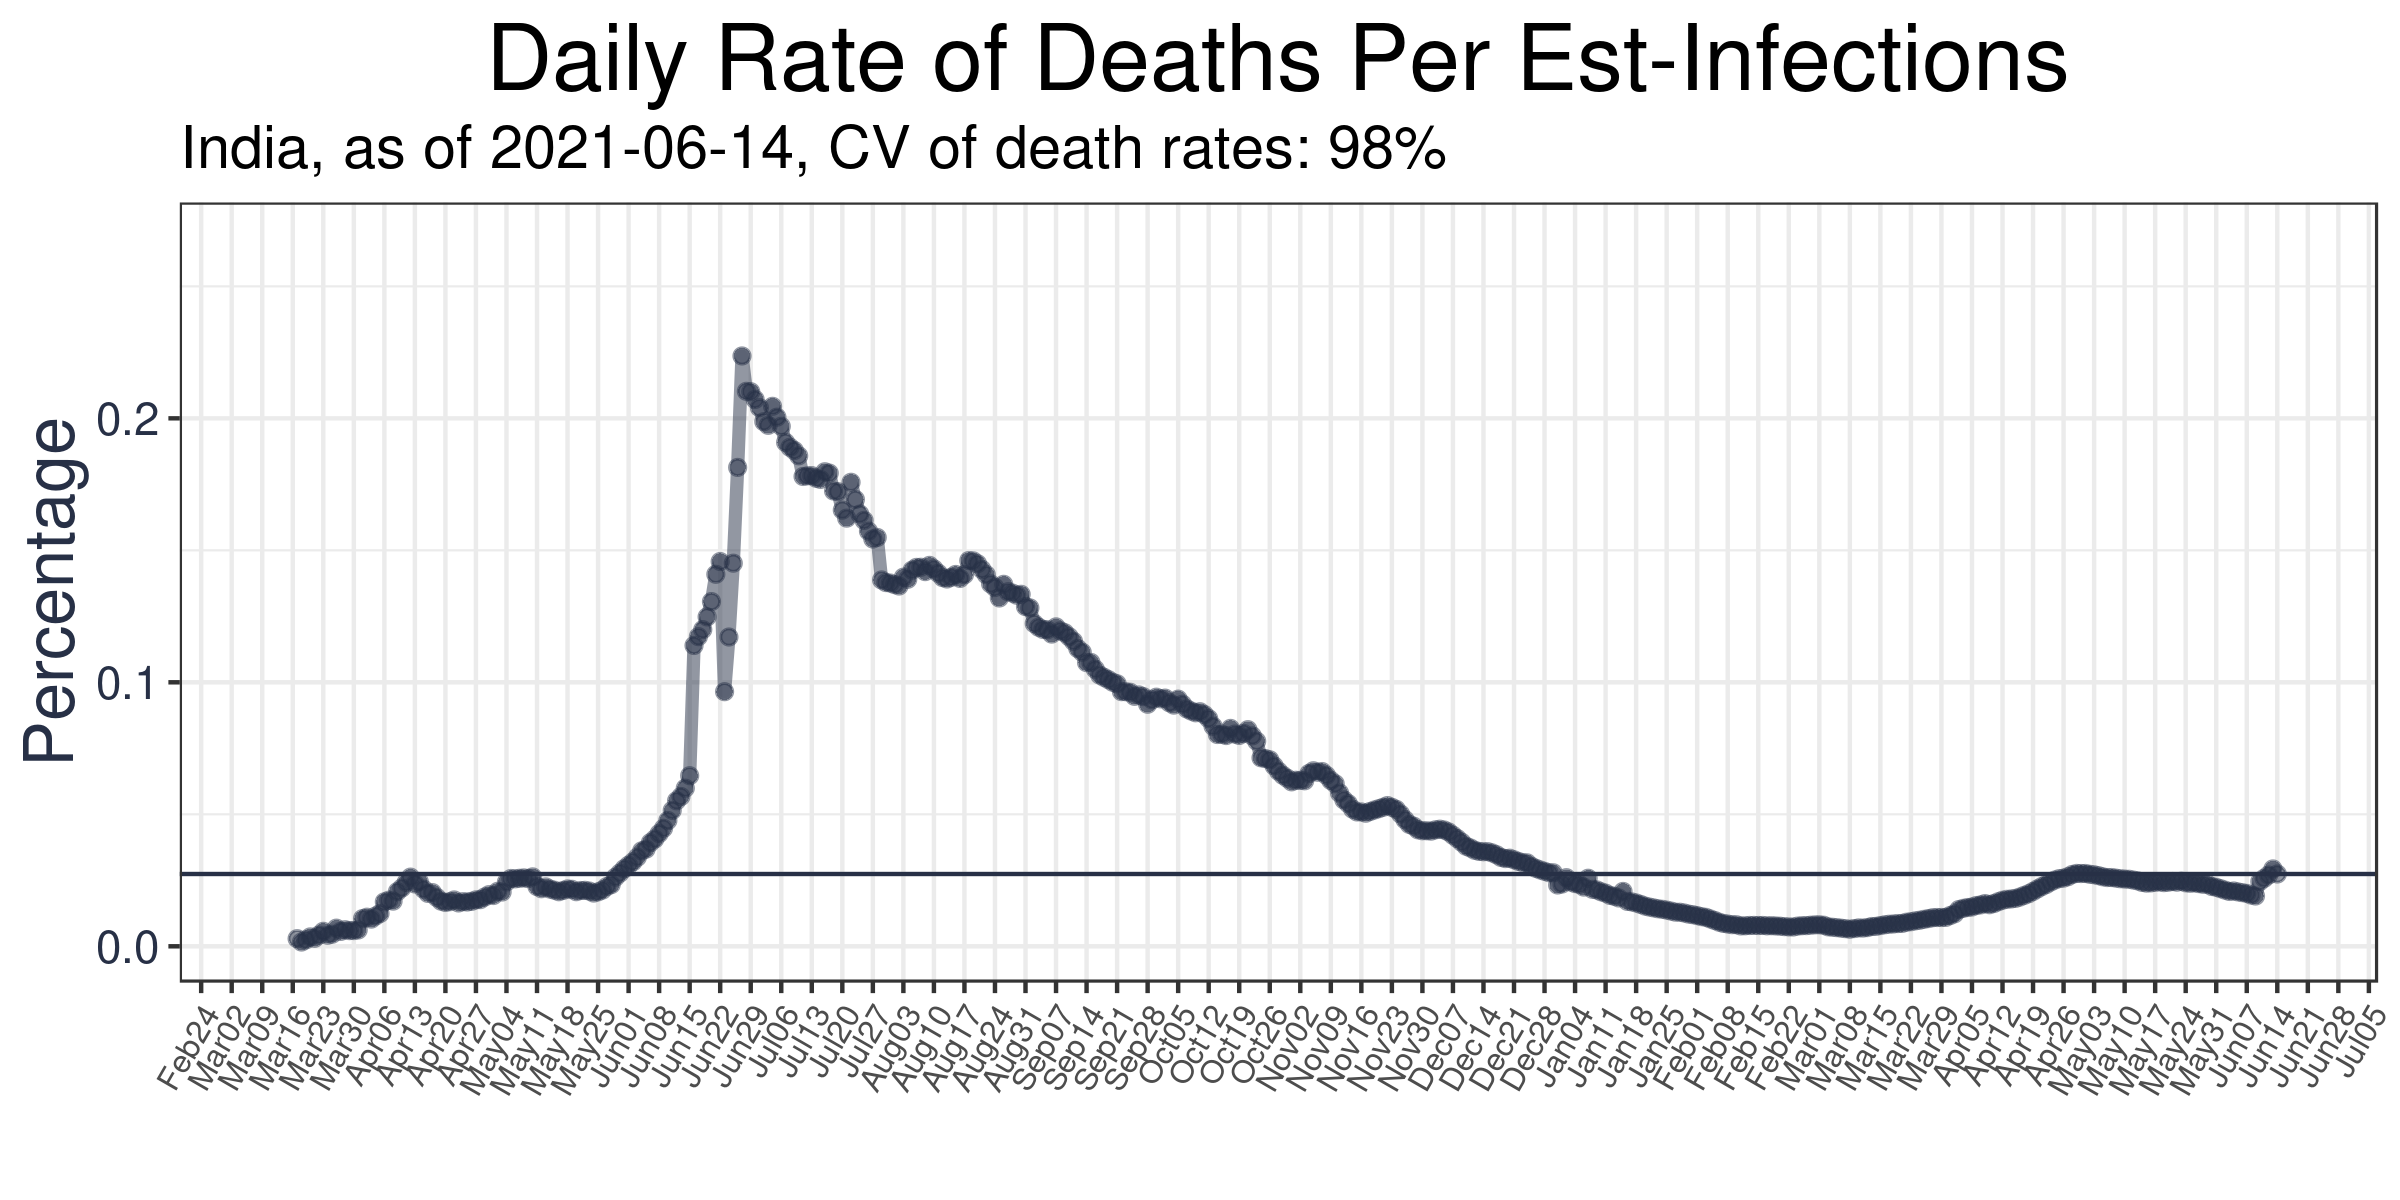 Daily Rate of Deaths Per Est-Infections
India, as of 2021-06-14, CV of death rates: 98%
Percentage
0.2
0.1
0.0
Feb24 Mar02 Mar09 Mar16 Mar23 Mar30 Apr06 Apr13 Apr20 Apr27 May04 May11 May18 May25 Jun01 Jun08 Jun15 Jun22 Jun29 Jul06 Jul13 Jul20 Jul27 Aug03 Aug10 Aug17 Aug24 Aug31 Sep07 Sep14 Sep21 Sep28 Oct05 Oct12 Oct19 Oct26 Nov02 Nov09 Nov16 Nov23 Nov30 Dec07 Dec14 Dec21 Dec28 Jan04 Jan11 Jan18 Jan25 Feb01 Feb08 Feb15 Feb22 Mar01 Mar08 Mar15 Mar22 Mar29 Apr05 Apr12 Apr19 Apr26 May03 May10 May17 May24 May31 Jun07 Jun14 Jun21 Jun28 Jul05